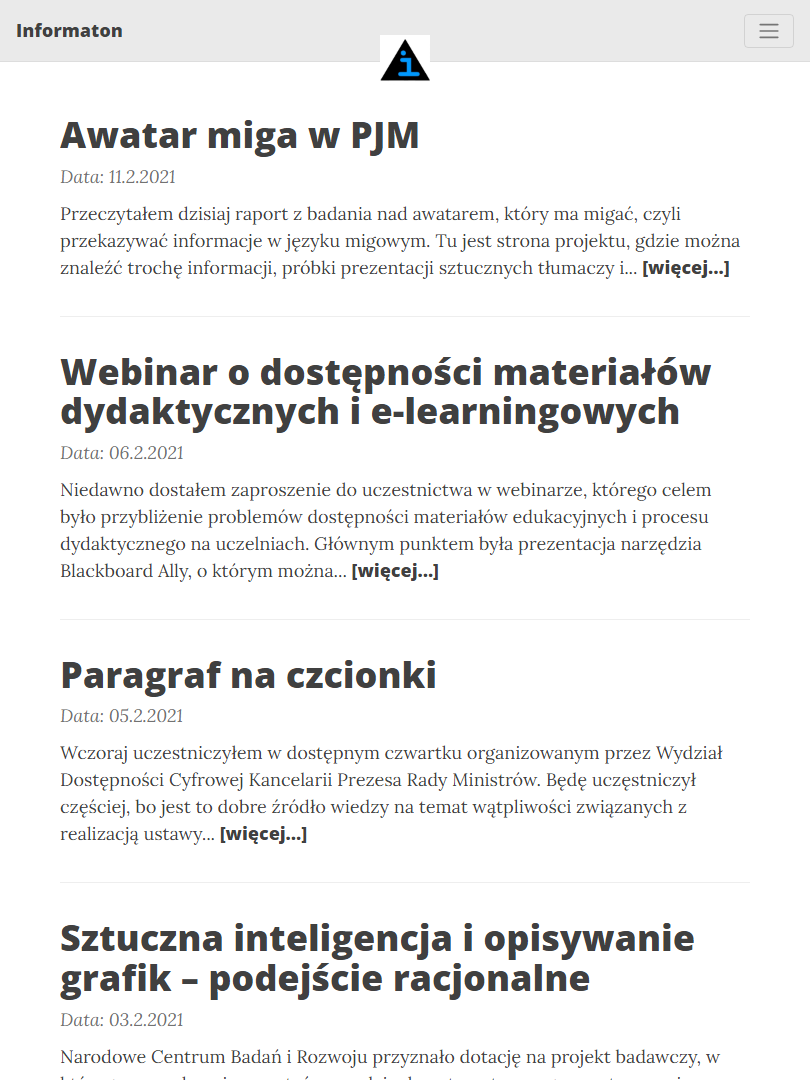 Informaton
i
Awatar miga w PJM
Data: 11.2.2021
Przeczytałem dzisiaj raport z badania nad awatarem, który ma migać, czyli
przekazywać informacje w języku migowym. Tu jest strona projektu, gdzie można
znaleźć trochę informacji, próbki prezentacji sztucznych tłumaczy i... [więcej...]
Webinar o dostępności materiałów
dydaktycznych i e-learningowych
Data: 06.2.2021
Niedawno dostałem zaproszenie do uczestnictwa w webinarze, którego celem
było przybliżenie problemów dostępności materiałów edukacyjnych i procesu
dydaktycznego na uczelniach. Głównym punktem była prezentacja narzędzia
Blackboard Ally, o którym można... [więcej...]
Paragraf na czcionki
Data: 05.2.2021
Wczoraj uczestniczyłem w dostępnym czwartku organizowanym przez Wydział
Dostępności Cyfrowej Kancelarii Prezesa Rady Ministrów. Będę uczęstniczył
częściej, bo jest to dobre źródło wiedzy na temat wątpliwości związanych z
realizacją ustawy... [więcej...]
Sztuczna inteligencja i opisywanie
grafik – podejście racjonalne
Data: 03.2.2021
Narodowe Centrum Badań i Rozwoju przyznało dotację na projekt badawczy, w